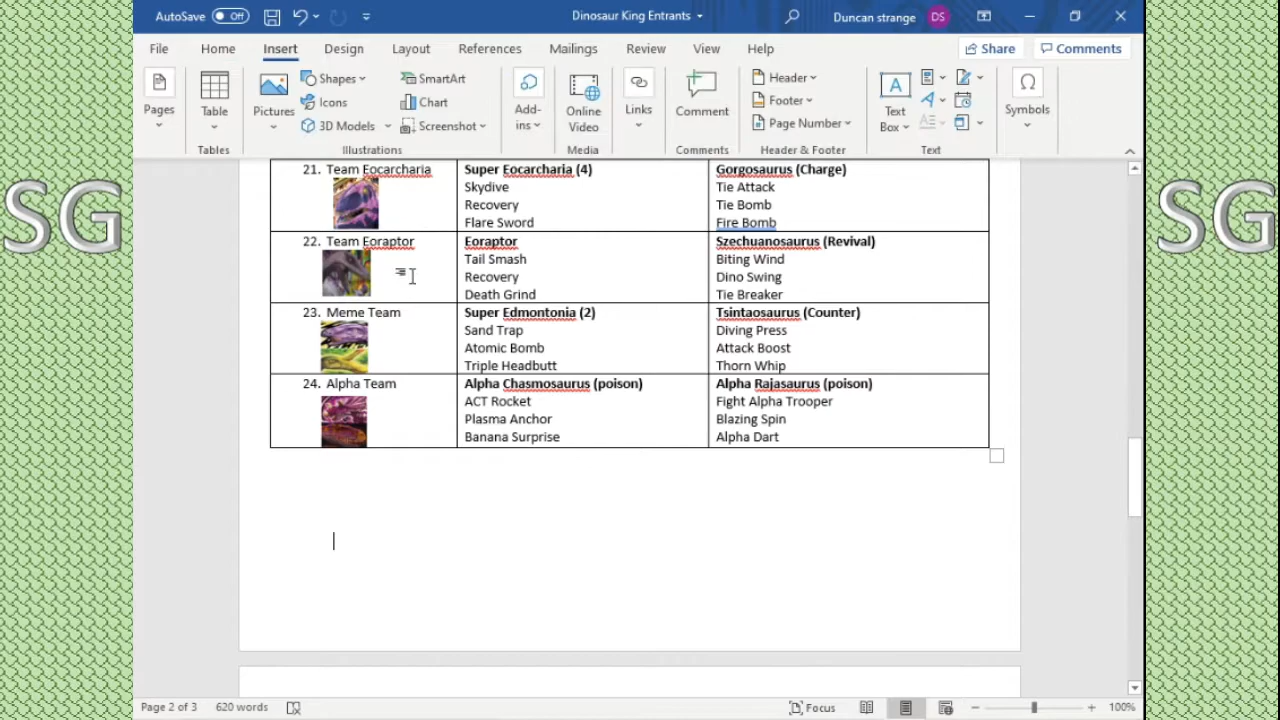 AutoSave Off
Dinosaur King Entrants
Duncan strange DS
File Home Insert Design Layout References Mailings Review View Help Share Comments
Pages
Table
Pictures
Shapes
Icons
3D Models
SmartArt
Chart
Screenshot
Add-
ins
Online
Video
Links
Comment
Header
Footer
Page Number
Text
Box
Symbols
Tables Illustrations Media Comments Header & Footer Text
21. Team Eocarcharia
Super Eocarcharia (4)
Skydive
Recovery
Flare Sword
Gorgosaurus (Charge)
Tie Attack
Tie Bomb
Fire Bomb
22. Team Eoraptor
Eoraptor
Tail Smash
Recovery
Death Grind
Szechuanosaurus (Revival)
Biting Wind
Dino Swing
Tie Breaker
23. Meme Team
Super Edmontonia (2)
Sand Trap
Atomic Bomb
Triple Headbutt
Tsintaosaurus (Counter)
Diving Press
Attack Boost
Thorn Whip
24. Alpha Team
Alpha Chasmosaurus (poison)
ACT Rocket
Plasma Anchor
Banana Surprise
Alpha Rajasaurus (poison)
Fight Alpha Trooper
Blazing Spin
Alpha Dart
Page 2 of 3 620 words Focus 100%
SG
SG